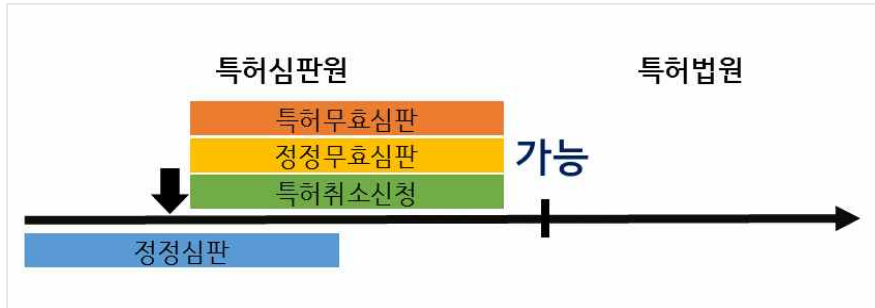 특허심판원 특허법원
특허무효심판
정정무효심판 가능
특허취소신청
정정심판